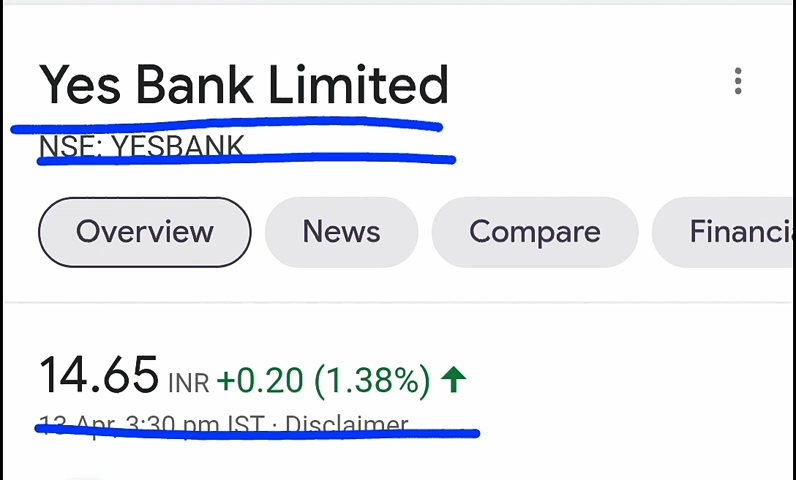 Yes Bank Limited
NSE: YESBANK
Overview News Compare Financi
14.65 INR +0.20 (1.38%)
13 Apr, 3:30 pm IST · Disclaimer